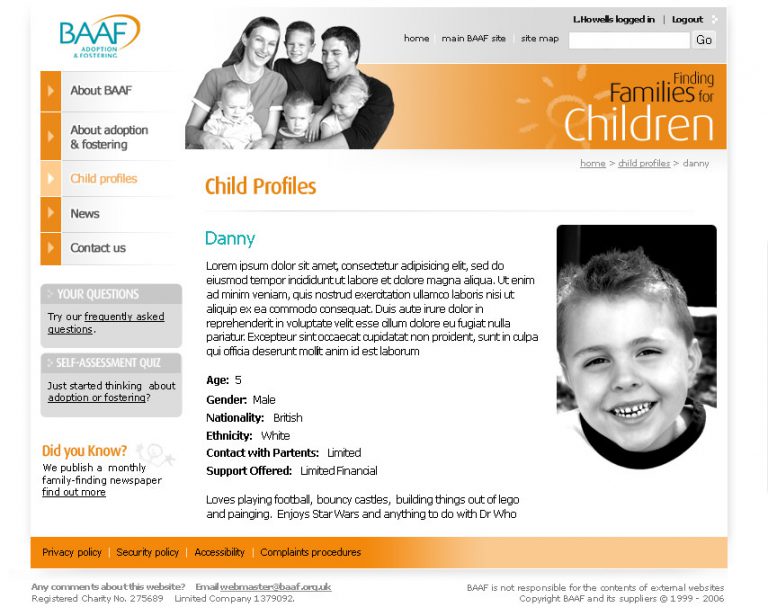 BAAF
ADOPTION
& FOSTERING
L.Howells logged in | Logout
home | main BAAF site | site map
Go
Finding
Families for
Children
About BAAF
About adoption
& fostering
Child profiles
News
Contact us
home > child profiles > danny
Child Profiles
Danny
Lorem ipsum dolor sit amet, consectetur adipisicing elit, sed do
eiusmod tempor incididunt ut labore et dolore magna aliqua. Ut enim
ad minim veniam, quis nostrud exercitation ullamco laboris nisi ut
aliquip ex ea commodo consequat. Duis aute irure dolor in
reprehenderit in voluptate velit esse cillum dolore eu fugiat nulla
pariatur. Excepteur sint occaecat cupidatat non proident, sunt in culpa
qui officia deserunt mollit anim id est laborum
Age: 5
Gender: Male
Nationality: British
Ethnicity: White
Contact with Partents: Limited
Support Offered: Limited Financial
Loves playing football, bouncy castles, building things out of lego
and painging. Enjoys Star Wars and anything to do with Dr Who
YOUR QUESTIONS
Try our frequently asked
questions.
SELF-ASSESSMENT QUIZ
Just started thinking about
adoption or fostering?
Did you Know?
We publish a monthly
family-finding newspaper
find out more
Privacy policy | Security policy | Accessibility | Complaints procedures
Any comments about this website? Email webmaster@baaf.org.uk
Registered Charity No. 275689 Limited Company 1379092.
BAAF is not responsible for the contents of external websites
Copyright BAAF and its suppliers © 1999 - 2006